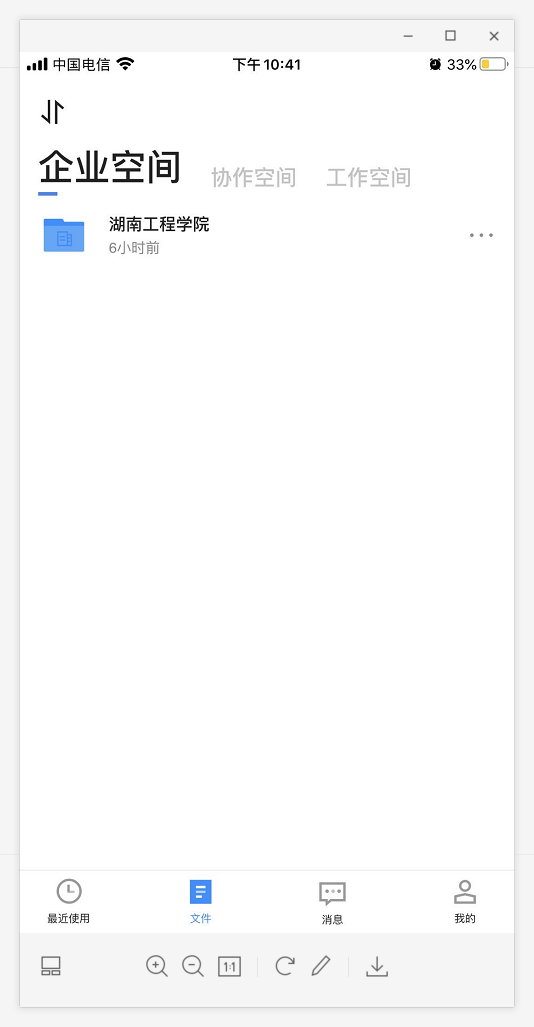 中国电信 下午10:41 33%
企业空间 协作空间 工作空间
湖南工程学院
6小时前
最近使用 文件 消息 我的
1:1